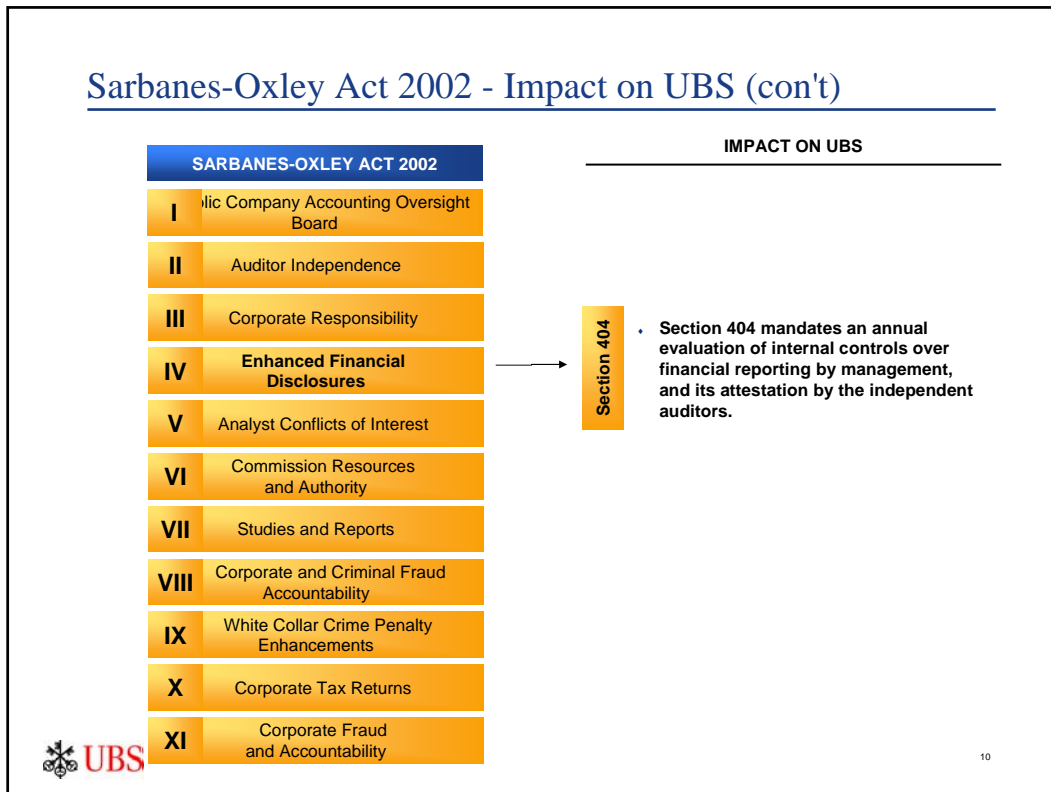 Sarbanes-Oxley Act 2002 - Impact on UBS (con't)
SARBANES-OXLEY ACT 2002
I
lic Company Accounting Oversight
Board
II
Auditor Independence
III
Corporate Responsibility
IV
Enhanced Financial
Disclosures
V
Analyst Conflicts of Interest
VI
Commission Resources
and Authority
VII
Studies and Reports
VIII
Corporate and Criminal Fraud
Accountability
IX
White Collar Crime Penalty
Enhancements
X
Corporate Tax Returns
XI
Corporate Fraud
and Accountability
IMPACT ON UBS
Section 404
Section 404 mandates an annual
evaluation of internal controls over
financial reporting by management,
and its attestation by the independent
auditors.
UBS
10